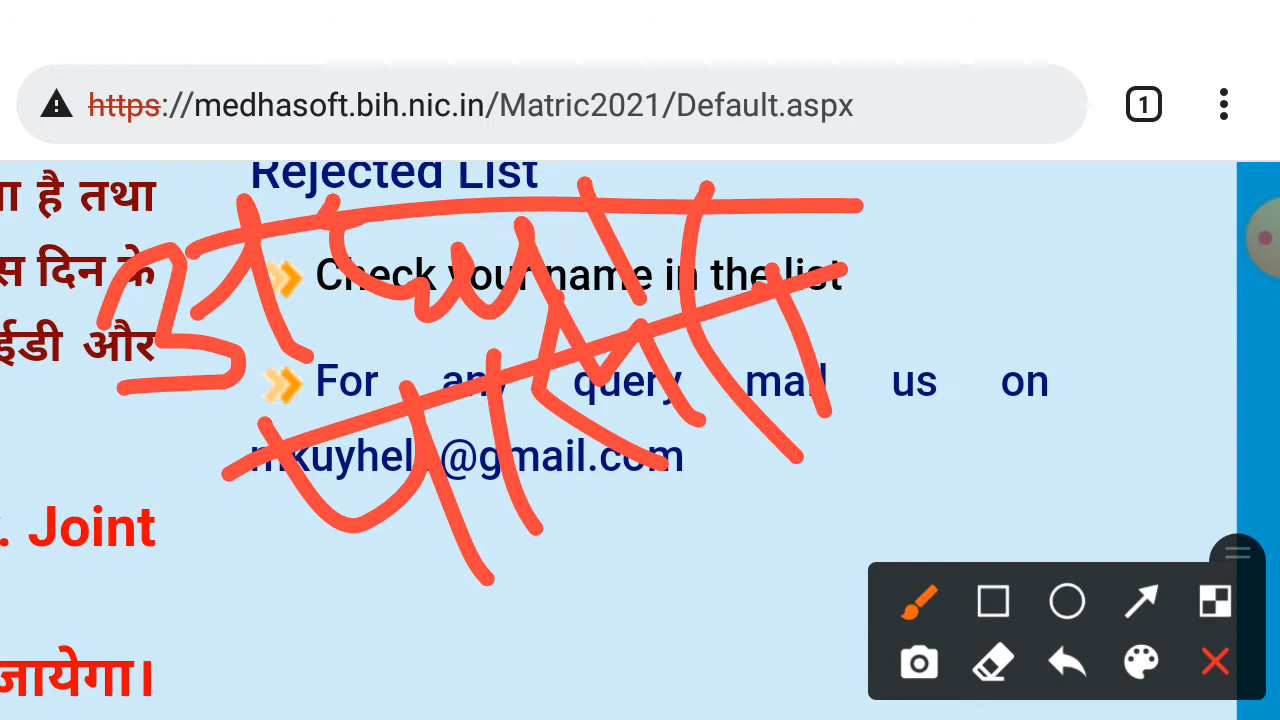 https://medhasoft.bih.nic.in/Matric2021/Default.aspx
1
Rejected List
ा है तथा
Check your name in the list
स दिन के
ईडी और
For any query mail us on
mkuyhelp@gmail.com
. Joint
जायेगा।